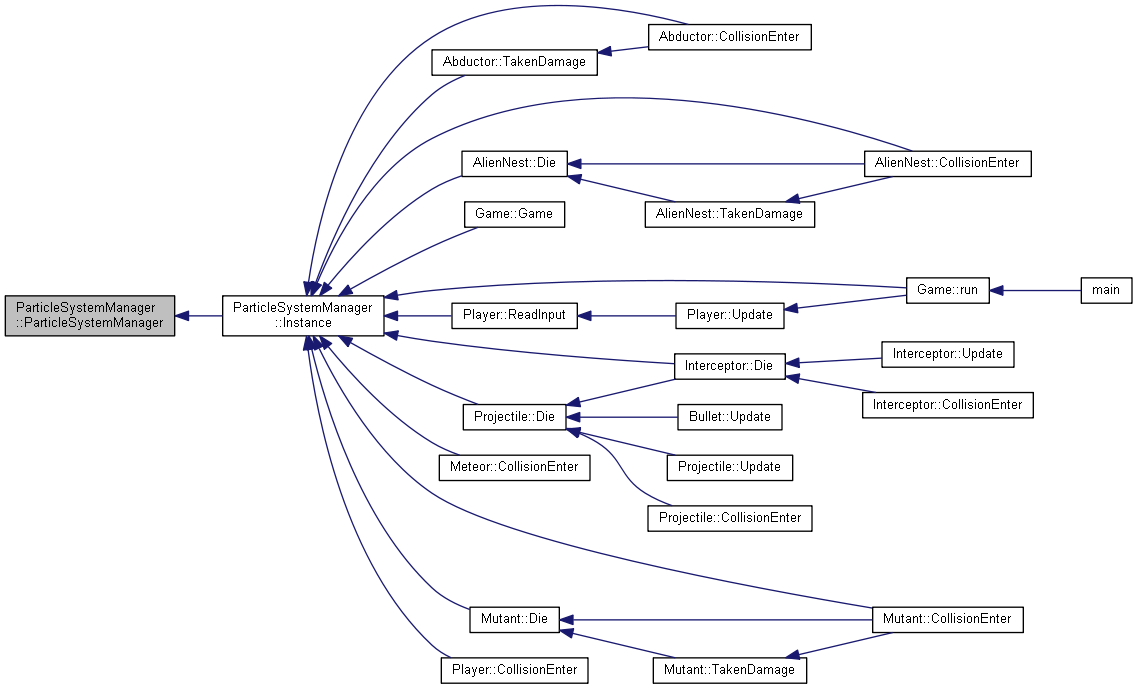 Abductor::CollisionEnter
Abductor::TakenDamage
AlienNest::Die
AlienNest::CollisionEnter
AlienNest::TakenDamage
Game::Game
ParticleSystemManager
::ParticleSystemManager
ParticleSystemManager
::Instance
Game::run
main
Player::ReadInput
Player::Update
Interceptor::Die
Interceptor::Update
Interceptor::CollisionEnter
Projectile::Die
Bullet::Update
Meteor::CollisionEnter
Projectile::Update
Projectile::CollisionEnter
Mutant::Die
Mutant::CollisionEnter
Player::CollisionEnter
Mutant::TakenDamage